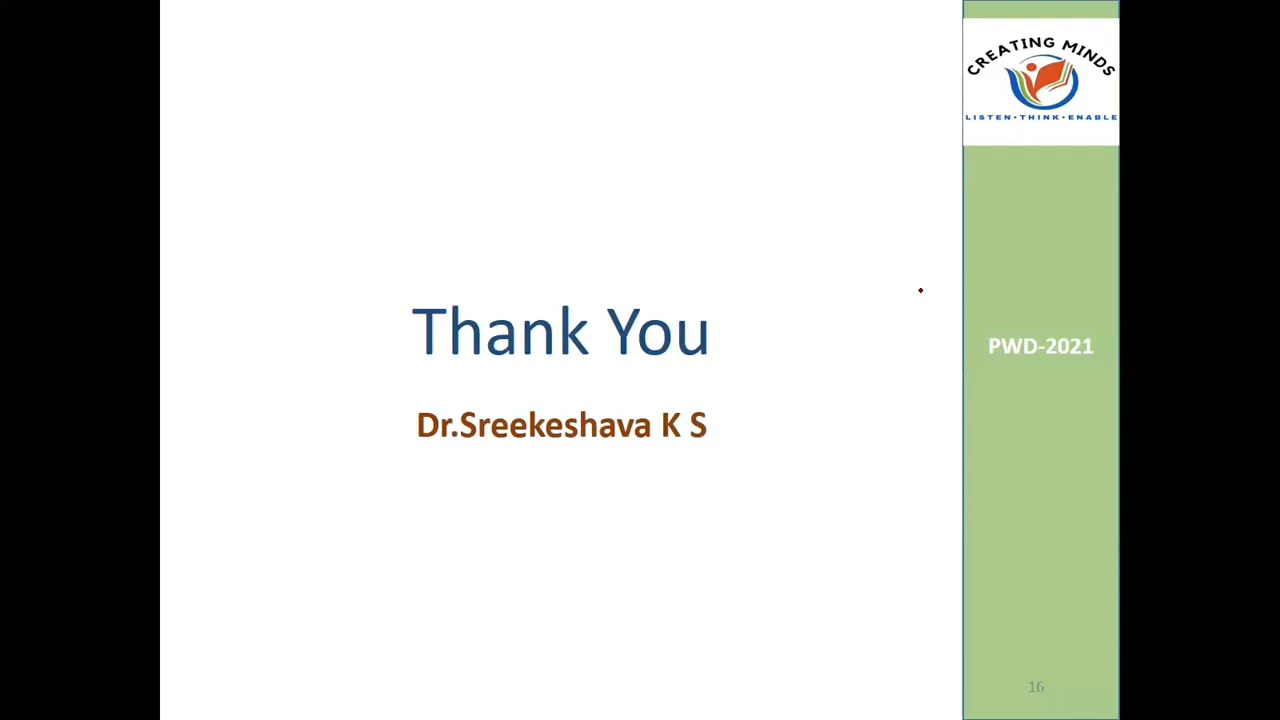 CREATING MINDS
LISTEN•THINK•ENABLE
Thank You
PWD-2021
Dr.Sreekeshava K S
16